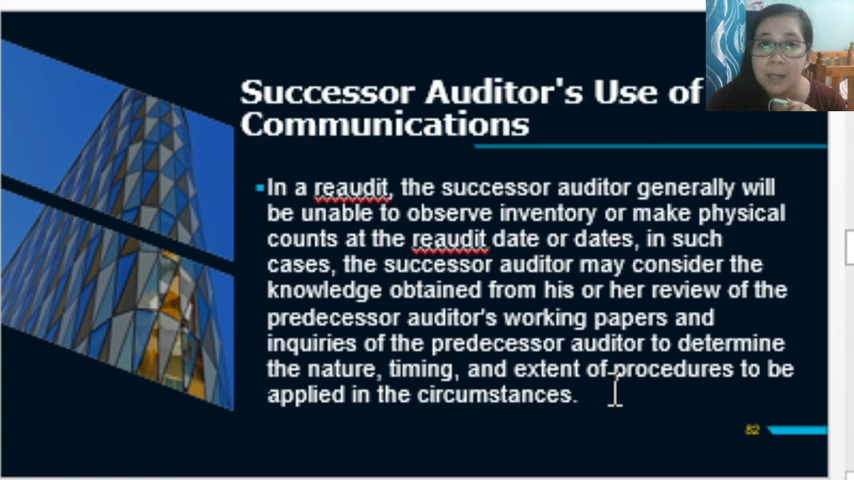 Successor Auditor's Use of
Communications
In a reaudit, the successor auditor generally will
be unable to observe inventory or make physical
counts at the reaudit date or dates, in such
cases, the successor auditor may consider the
knowledge obtained from his or her review of the
predecessor auditor's working papers and
inquiries of the predecessor auditor to determine
the nature, timing, and extent of procedures to be
applied in the circumstances.
82